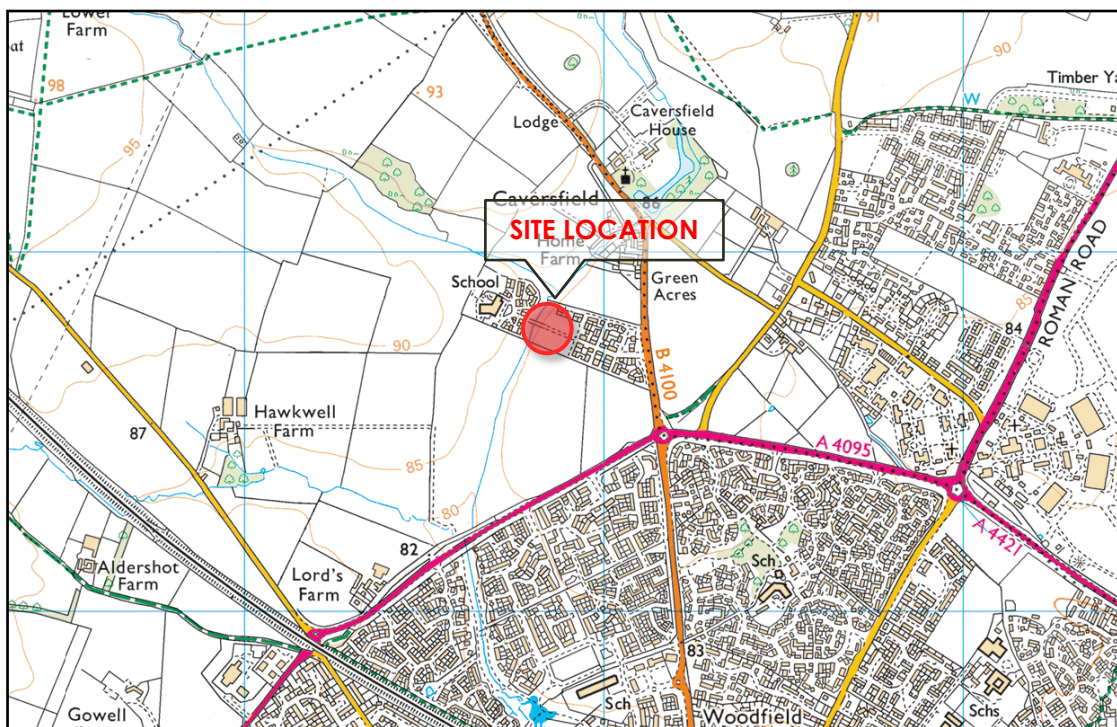 Lower
Farm
at
98
95
93
91
90
Timber Ya
W
Lodge
Caversfield
House
Caversfield
86
SITE LOCATION
Home
Farm
School
Green
Acres
ROMAN ROAD
85
84
90
B 4100
87
Hawkwell
Farm
85
A 4095
80
82
A 4421
Aldershot
Farm
Lord's
Farm
Sch
83
Sch
Woodfield
Schs
Gowell